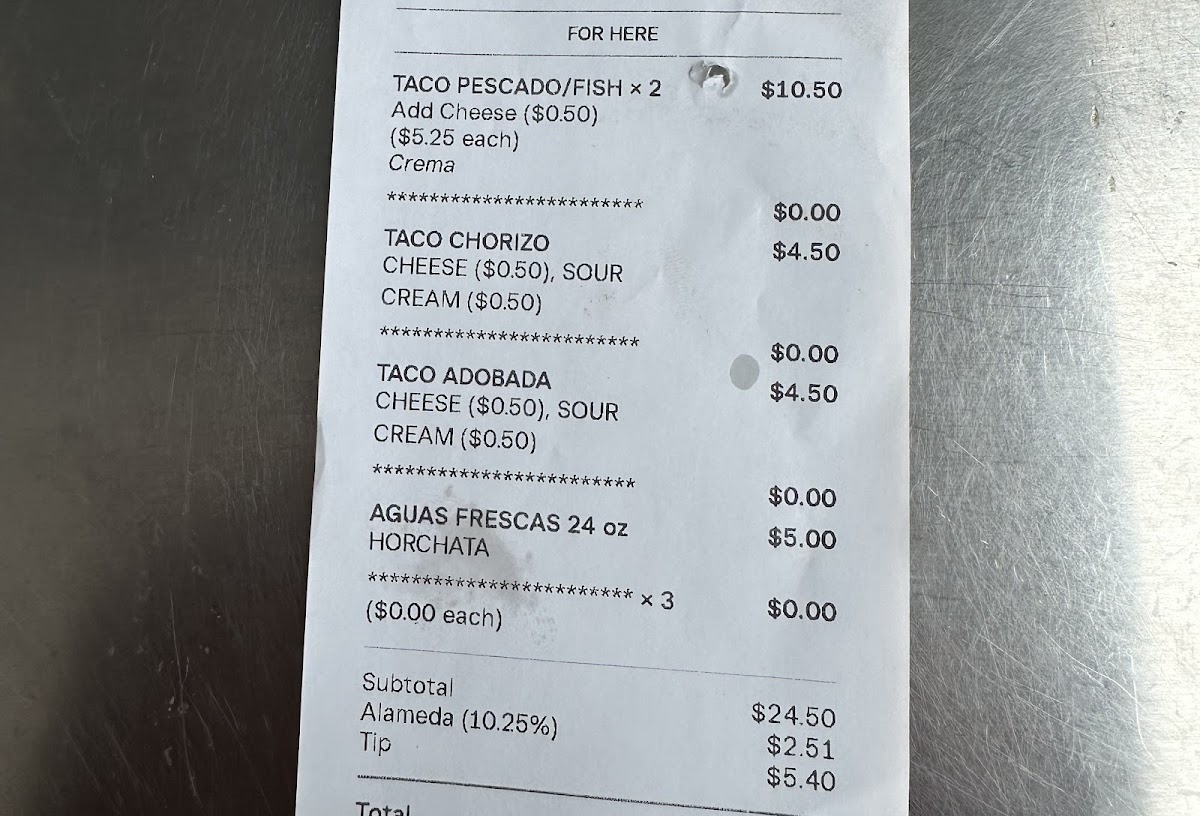 FOR HERE
TACO PESCADO/FISH × 2 $10.50
Add Cheese ($0.50)
($5.25 each)
Crema
************************ $0.00
TACO CHORIZO $4.50
CHEESE ($0.50), SOUR
CREAM ($0.50)
************************ $0.00
TACO ADOBADA $4.50
CHEESE ($0.50), SOUR
CREAM ($0.50)
************************ $0.00
AGUAS FRESCAS 24 oz $5.00
HORCHATA
************************ × 3 $0.00
($0.00 each)
Subtotal $24.50
Alameda (10.25%) $2.51
Tip $5.40
Total